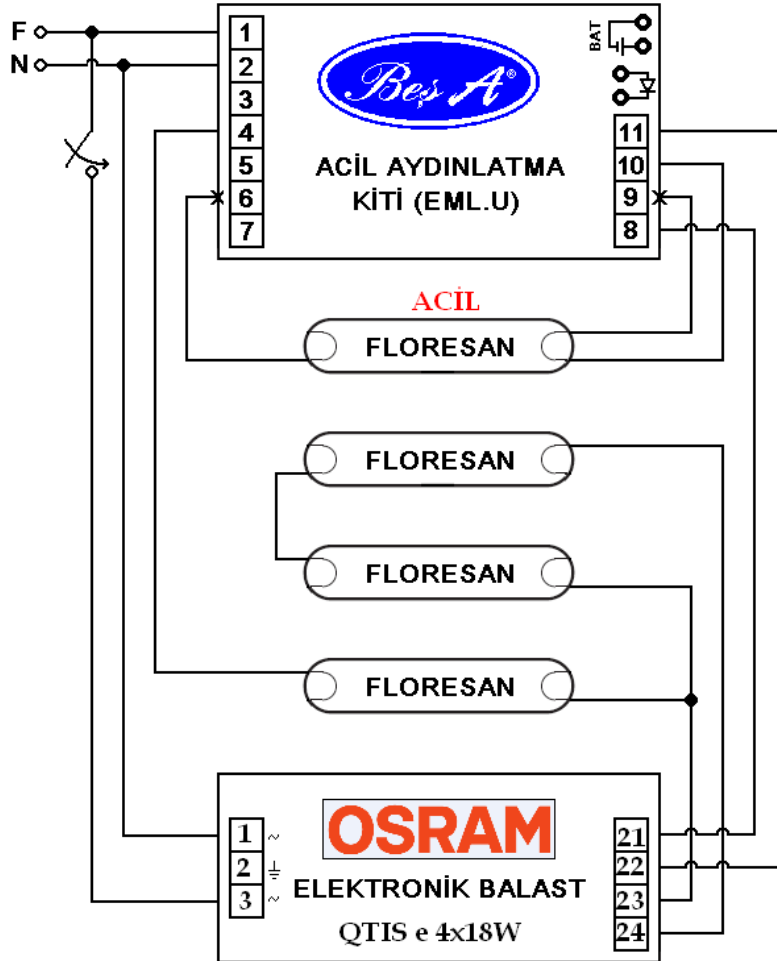 F
N
1
2
3
4
5
6
7
Beş A®
BAT
11
10
9
8
ACİL AYDINLATMA
KİTİ (EML.U)
ACİL
FLORESAN
FLORESAN
FLORESAN
FLORESAN
1 ~
2
3 ~
OSRAM
ELEKTRONİK BALAST
QTIS e 4x18W
21
22
23
24